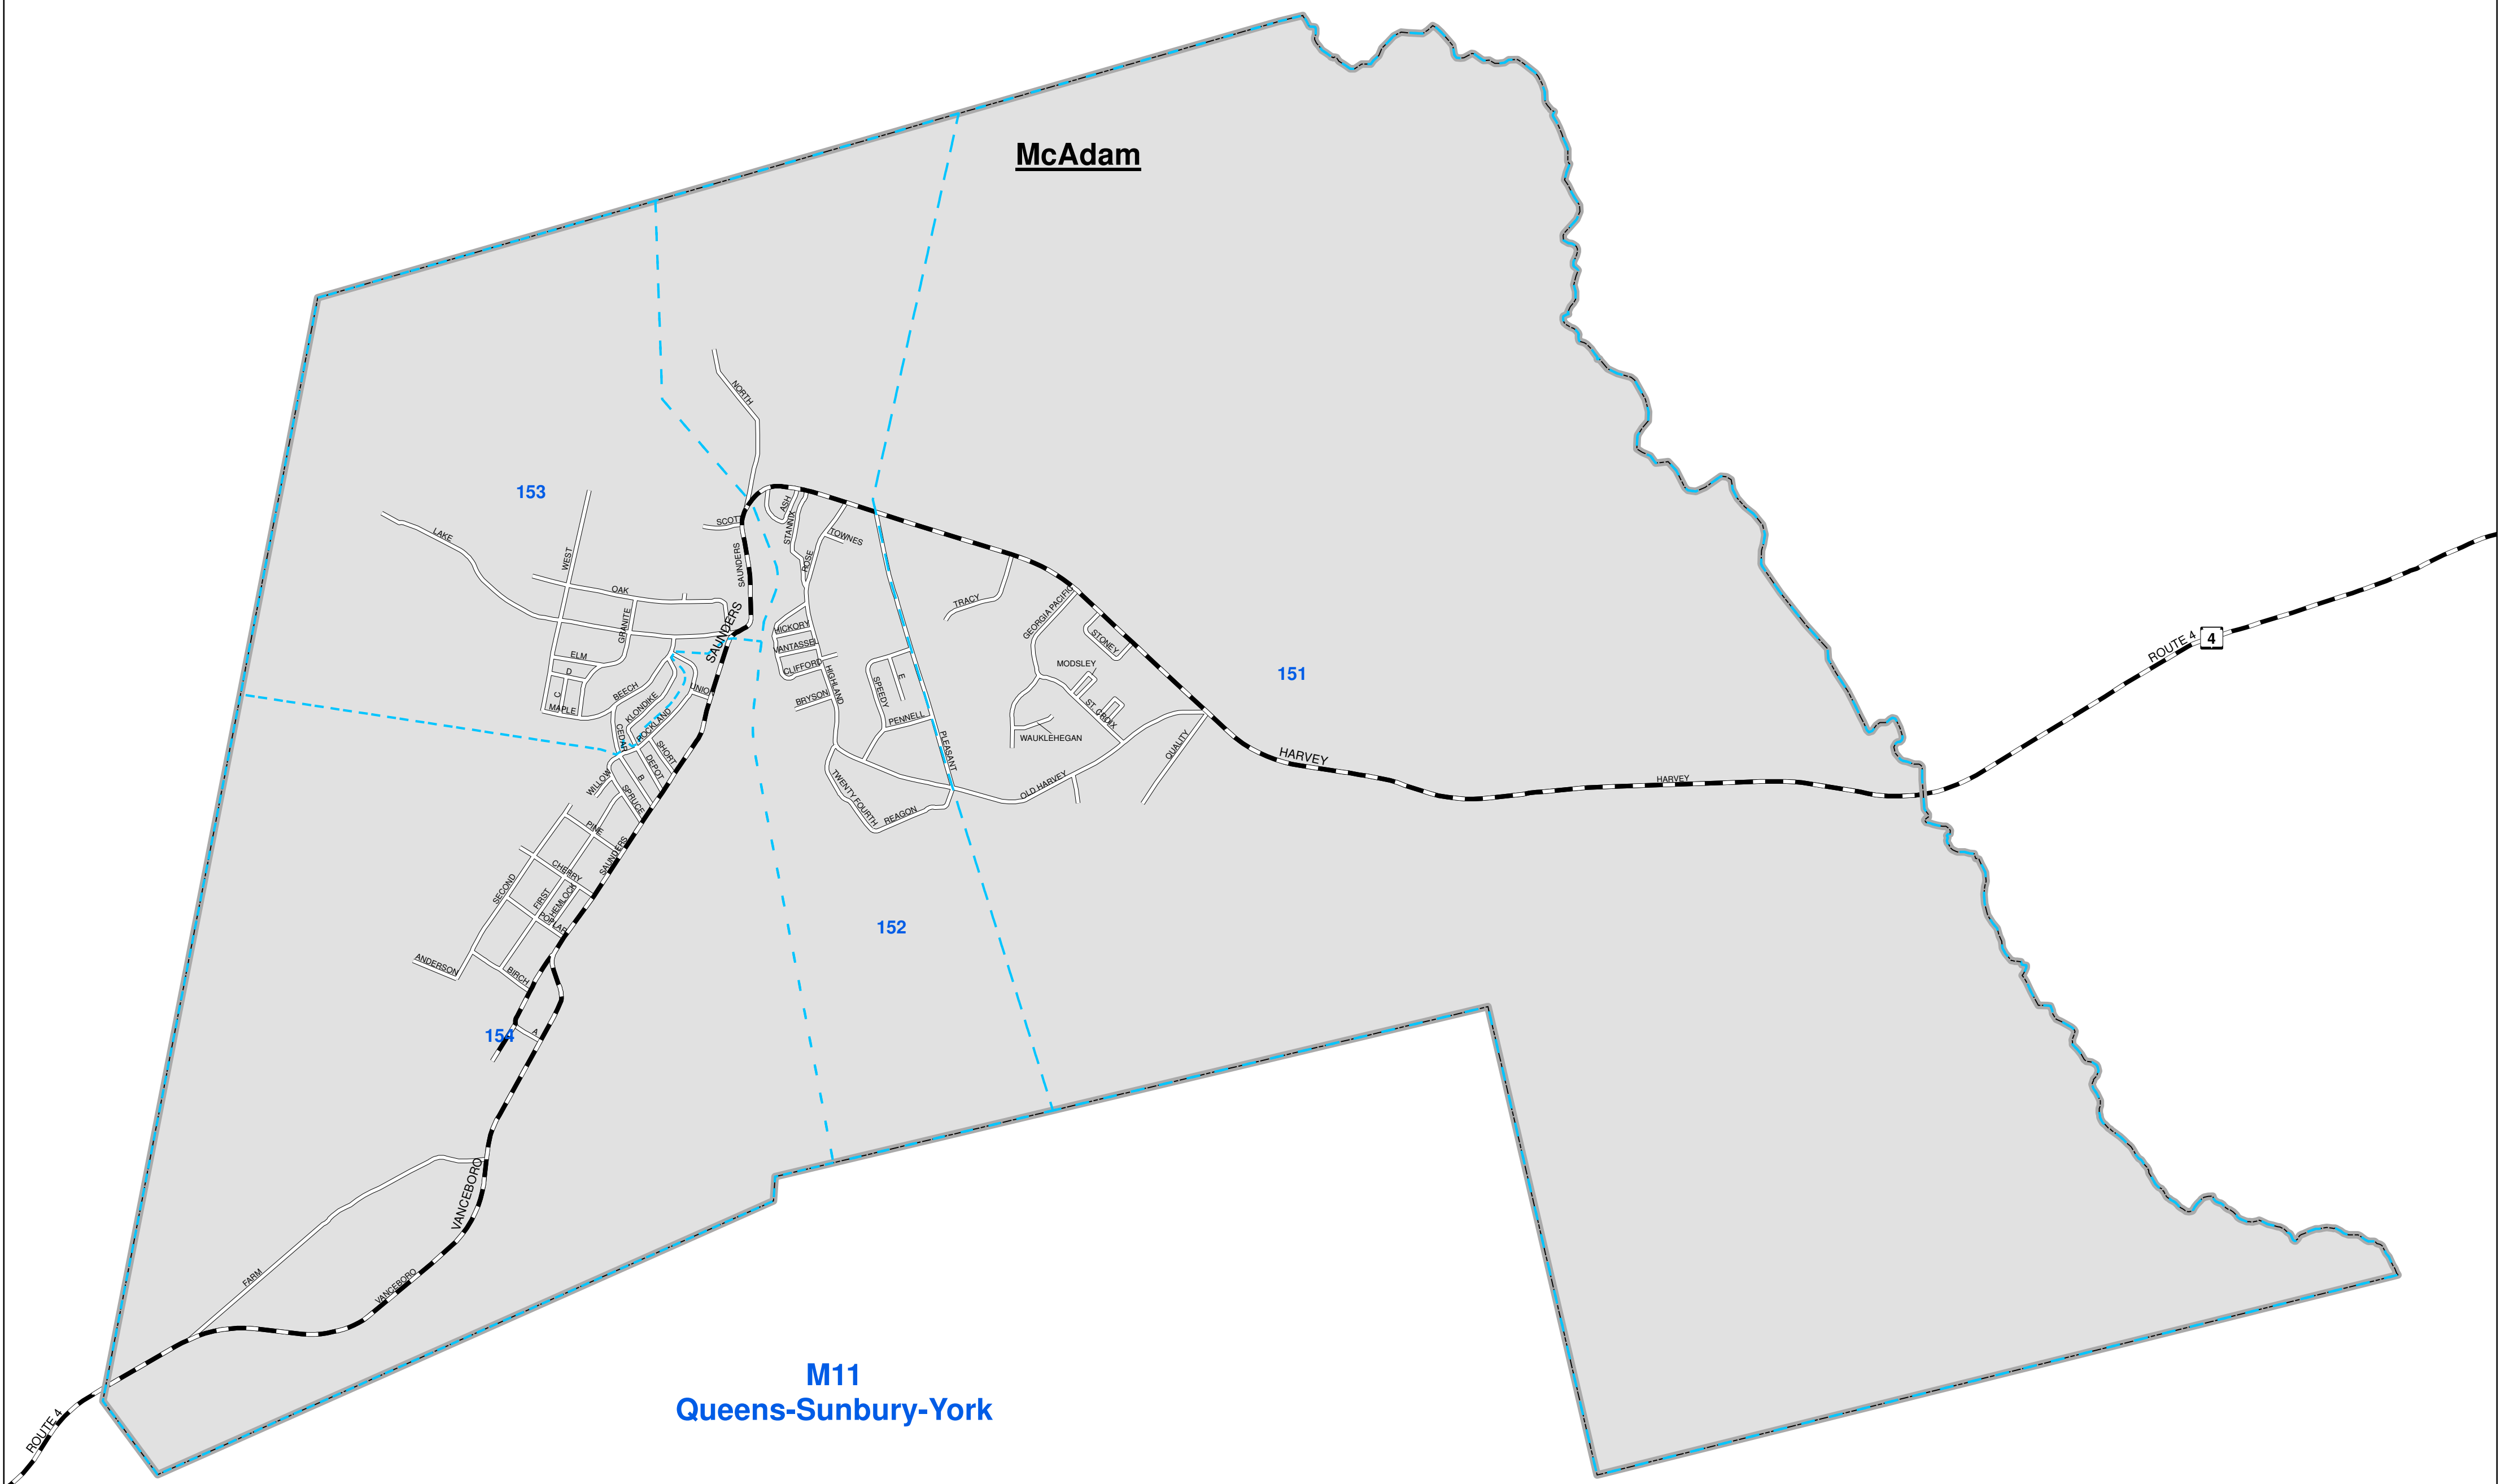 McAdam
NORTH
153
SCOTT
ASH
STANNIX
TOWNES
LAKE
WEST
SAUNDERS
ROSE
OAK
GRANITE
SAUNDERS
TRACY
GEORGIA PACIFIC
STONEY
HICKORY
VANTASSEL
CLIFFORD
HIGHLAND
BRYSON
SPEEDY
E
PENNELL
PLEASANT
ELM
D
C
MAPLE
BEECH
KLONDIKE
UNION
ROCKLAND
CEDAR
SHORT
DEPOT
B
WILLOW
SPRUCE
MODSLEY
ST. CROIX
WAUKLEHEGAN
151
QUALITY
HARVEY
HARVEY
OLD HARVEY
TWENTY FOURTH
REAGON
ROUTE 4
4
PINE
SAUNDERS
CHERRY
SECOND
FIRST
HEMLOCK
POPLAR
152
ANDERSON
BIRCH
154
A
VANCEBORO
FARM
VANCEBORO
ROUTE 4
M11
Queens-Sunbury-York